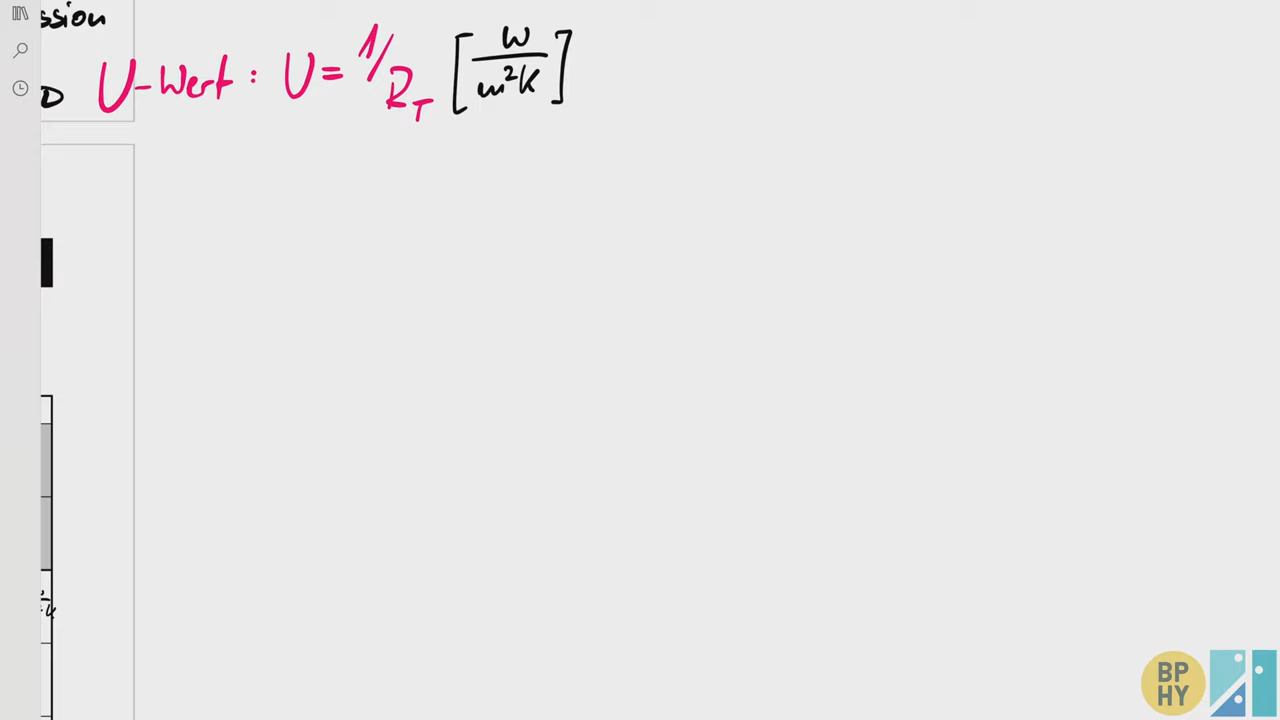 ssion
D U-Wert: U = 1/R_T [W/m²K]
BP
HY